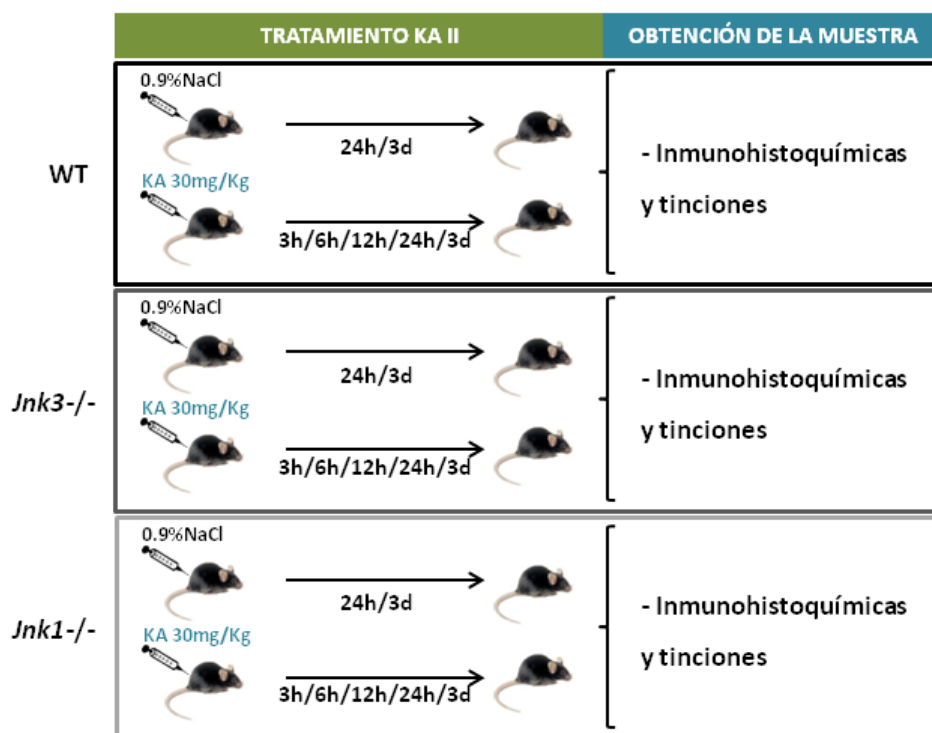 TRATAMIENTO KA II
OBTENCIÓN DE LA MUESTRA
WT
0.9%NaCl
24h/3d
KA 30mg/Kg
3h/6h/12h/24h/3d
- Inmunohistoquímicas
y tinciones
Jnk3-/-
0.9%NaCl
24h/3d
KA 30mg/Kg
3h/6h/12h/24h/3d
- Inmunohistoquímicas
y tinciones
Jnk1-/-
0.9%NaCl
24h/3d
KA 30mg/Kg
3h/6h/12h/24h/3d
- Inmunohistoquímicas
y tinciones